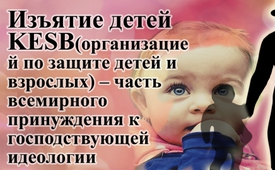 Изъятие детей
KESB(организацие
й по защите детей и
взрослых) – часть
всемирного
принуждения к
господствующей
идеологии